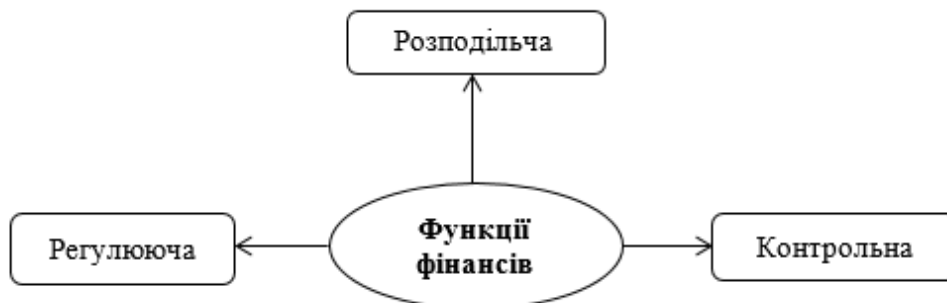 Розподільча
Функції
фінансів
Регулююча
Контрольна